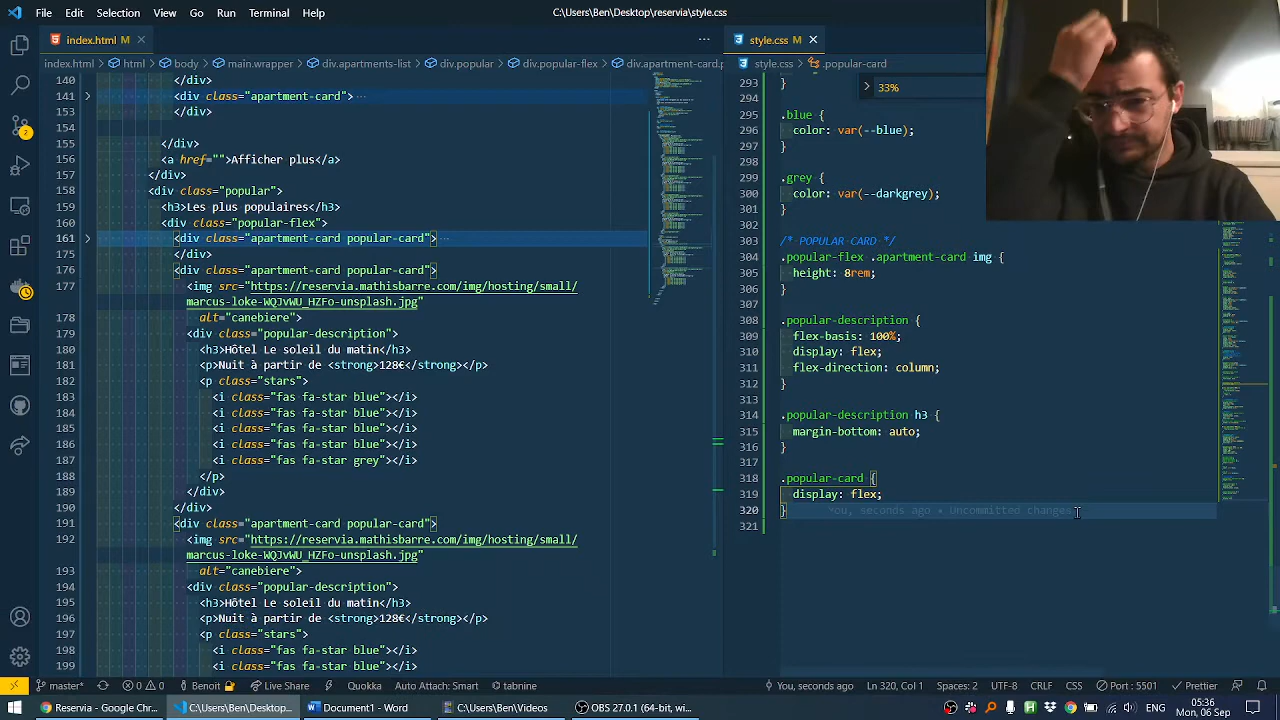 File Edit Selection View Go Run Terminal Help
C:\Users\Ben\Desktop\reservia\style.css
index.html M
index.html > html > body > main.wrapper > div.apartments-list > div.popular > div.popular-flex > div.apartment-card.p
140 </div>
141 <div class="apartment-card"> ...
153 </div>
154
155 </div>
156 <a href="">Afficher plus</a>
157 </div>
158 <div class="popular">
159 <h3>Les plus populaires</h3>
160 <div class="popular-flex">
161 <div class="apartment-card popular-card"> ...
175 </div>
176 <div class="apartment-card popular-card">
177 <img src="https://reservia.mathisbarre.com/img/hosting/small/
marcus-loke-WQJvWU_HZFo-unsplash.jpg"
178 alt="canebiere">
179 <div class="popular-description">
180 <h3>Hôtel Le soleil du matin</h3>
181 <p>Nuit à partir de <strong>128€</strong></p>
182 <p class="stars">
183 <i class="fas fa-star blue"></i>
184 <i class="fas fa-star blue"></i>
185 <i class="fas fa-star blue"></i>
186 <i class="fas fa-star blue"></i>
187 <i class="fas fa-star grey"></i>
188 </p>
189 </div>
190 </div>
191 <div class="apartment-card popular-card">
192 <img src="https://reservia.mathisbarre.com/img/hosting/small/
marcus-loke-WQJvWU_HZFo-unsplash.jpg"
193 alt="canebiere">
194 <div class="popular-description">
195 <h3>Hôtel Le soleil du matin</h3>
196 <p>Nuit à partir de <strong>128€</strong></p>
197 <p class="stars">
198 <i class="fas fa-star blue"></i>
199 <i class="fas fa-star blue"></i>
style.css M
style.css > .popular-card
33%
293 }
294
295 .blue {
296 color: var(--blue);
297 }
298
299 .grey {
300 color: var(--darkgrey);
301 }
302
303 /* POPULAR CARD */
304 .popular-flex .apartment-card img {
305 height: 8rem;
306 }
307
308 .popular-description {
309 flex-basis: 100%;
310 display: flex;
311 flex-direction: column;
312 }
313
314 .popular-description h3 {
315 margin-bottom: auto;
316 }
317
318 .popular-card {
319 display: flex;
320 } You, seconds ago • Uncommitted changes
321
2
master* 0 0 Benoit Live Share Quokka Auto Attach: Smart tabnine
You, seconds ago Ln 320, Col 1 Spaces: 2 UTF-8 CRLF CSS Port : 5501 Prettier
Reservia - Google Chr... C:\Users\Ben\Desktop... Document1 - Word C:\Users\Ben\Videos OBS 27.0.1 (64-bit, wi...
05:36
Mon, 06 Sep